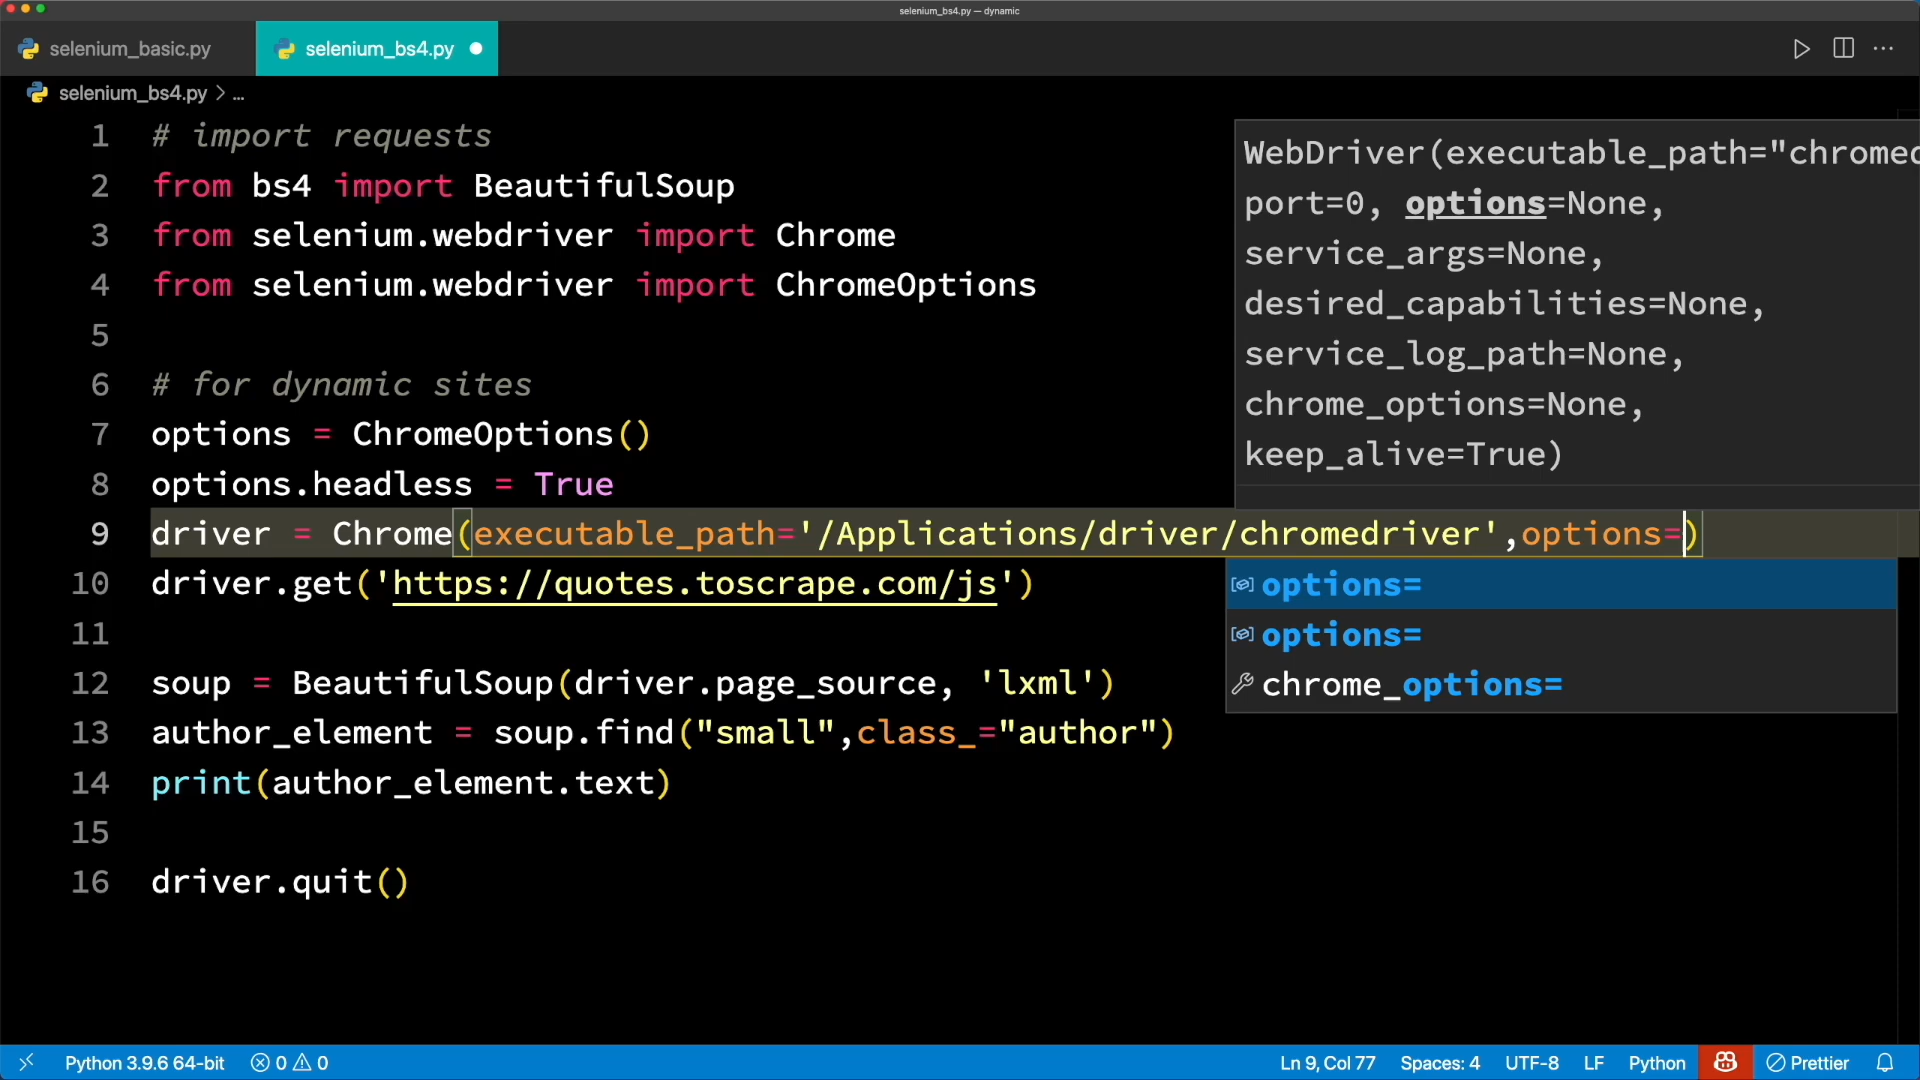 selenium_bs4.py — dynamic
selenium_basic.py
selenium_bs4.py
selenium_bs4.py > ...
1 # import requests
2 from bs4 import BeautifulSoup
3 from selenium.webdriver import Chrome
4 from selenium.webdriver import ChromeOptions
5
6 # for dynamic sites
7 options = ChromeOptions()
8 options.headless = True
9 driver = Chrome(executable_path='/Applications/driver/chromedriver',options=)
10 driver.get('https://quotes.toscrape.com/js')
11
12 soup = BeautifulSoup(driver.page_source, 'lxml')
13 author_element = soup.find("small",class_="author")
14 print(author_element.text)
15
16 driver.quit()
WebDriver(executable_path="chromed
port=0, options=None,
service_args=None,
desired_capabilities=None,
service_log_path=None,
chrome_options=None,
keep_alive=True)
options=
options=
chrome_options=
Python 3.9.6 64-bit 0 0 Ln 9, Col 77 Spaces: 4 UTF-8 LF Python Prettier